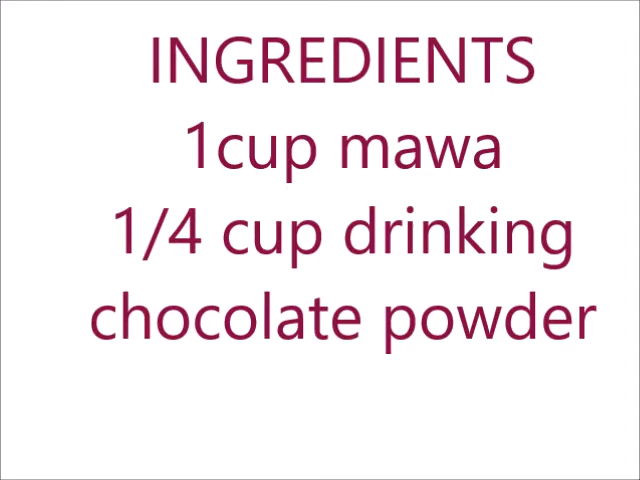 INGREDIENTS
1cup mawa
1/4 cup drinking
chocolate powder